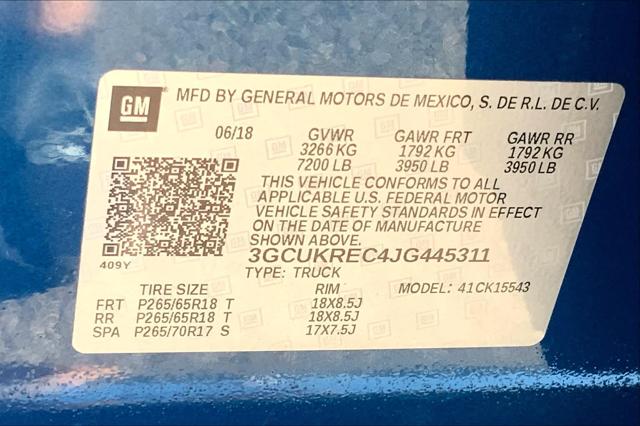 GM MFD BY GENERAL MOTORS DE MEXICO, S. DE R.L. DE C.V.
06/18 GVWR GAWR FRT GAWR RR
3266 KG 1792 KG 1792 KG
7200 LB 3950 LB 3950 LB
THIS VEHICLE CONFORMS TO ALL
APPLICABLE U.S. FEDERAL MOTOR
VEHICLE SAFETY STANDARDS IN EFFECT
ON THE DATE OF MANUFACTURE
SHOWN ABOVE.
409Y
3GCUKREC4JG445311
TYPE: TRUCK
TIRE SIZE RIM MODEL: 41CK15543
FRT P265/65R18 T 18X8.5J
RR P265/65R18 T 18X8.5J
SPA P265/70R17 S 17X7.5J